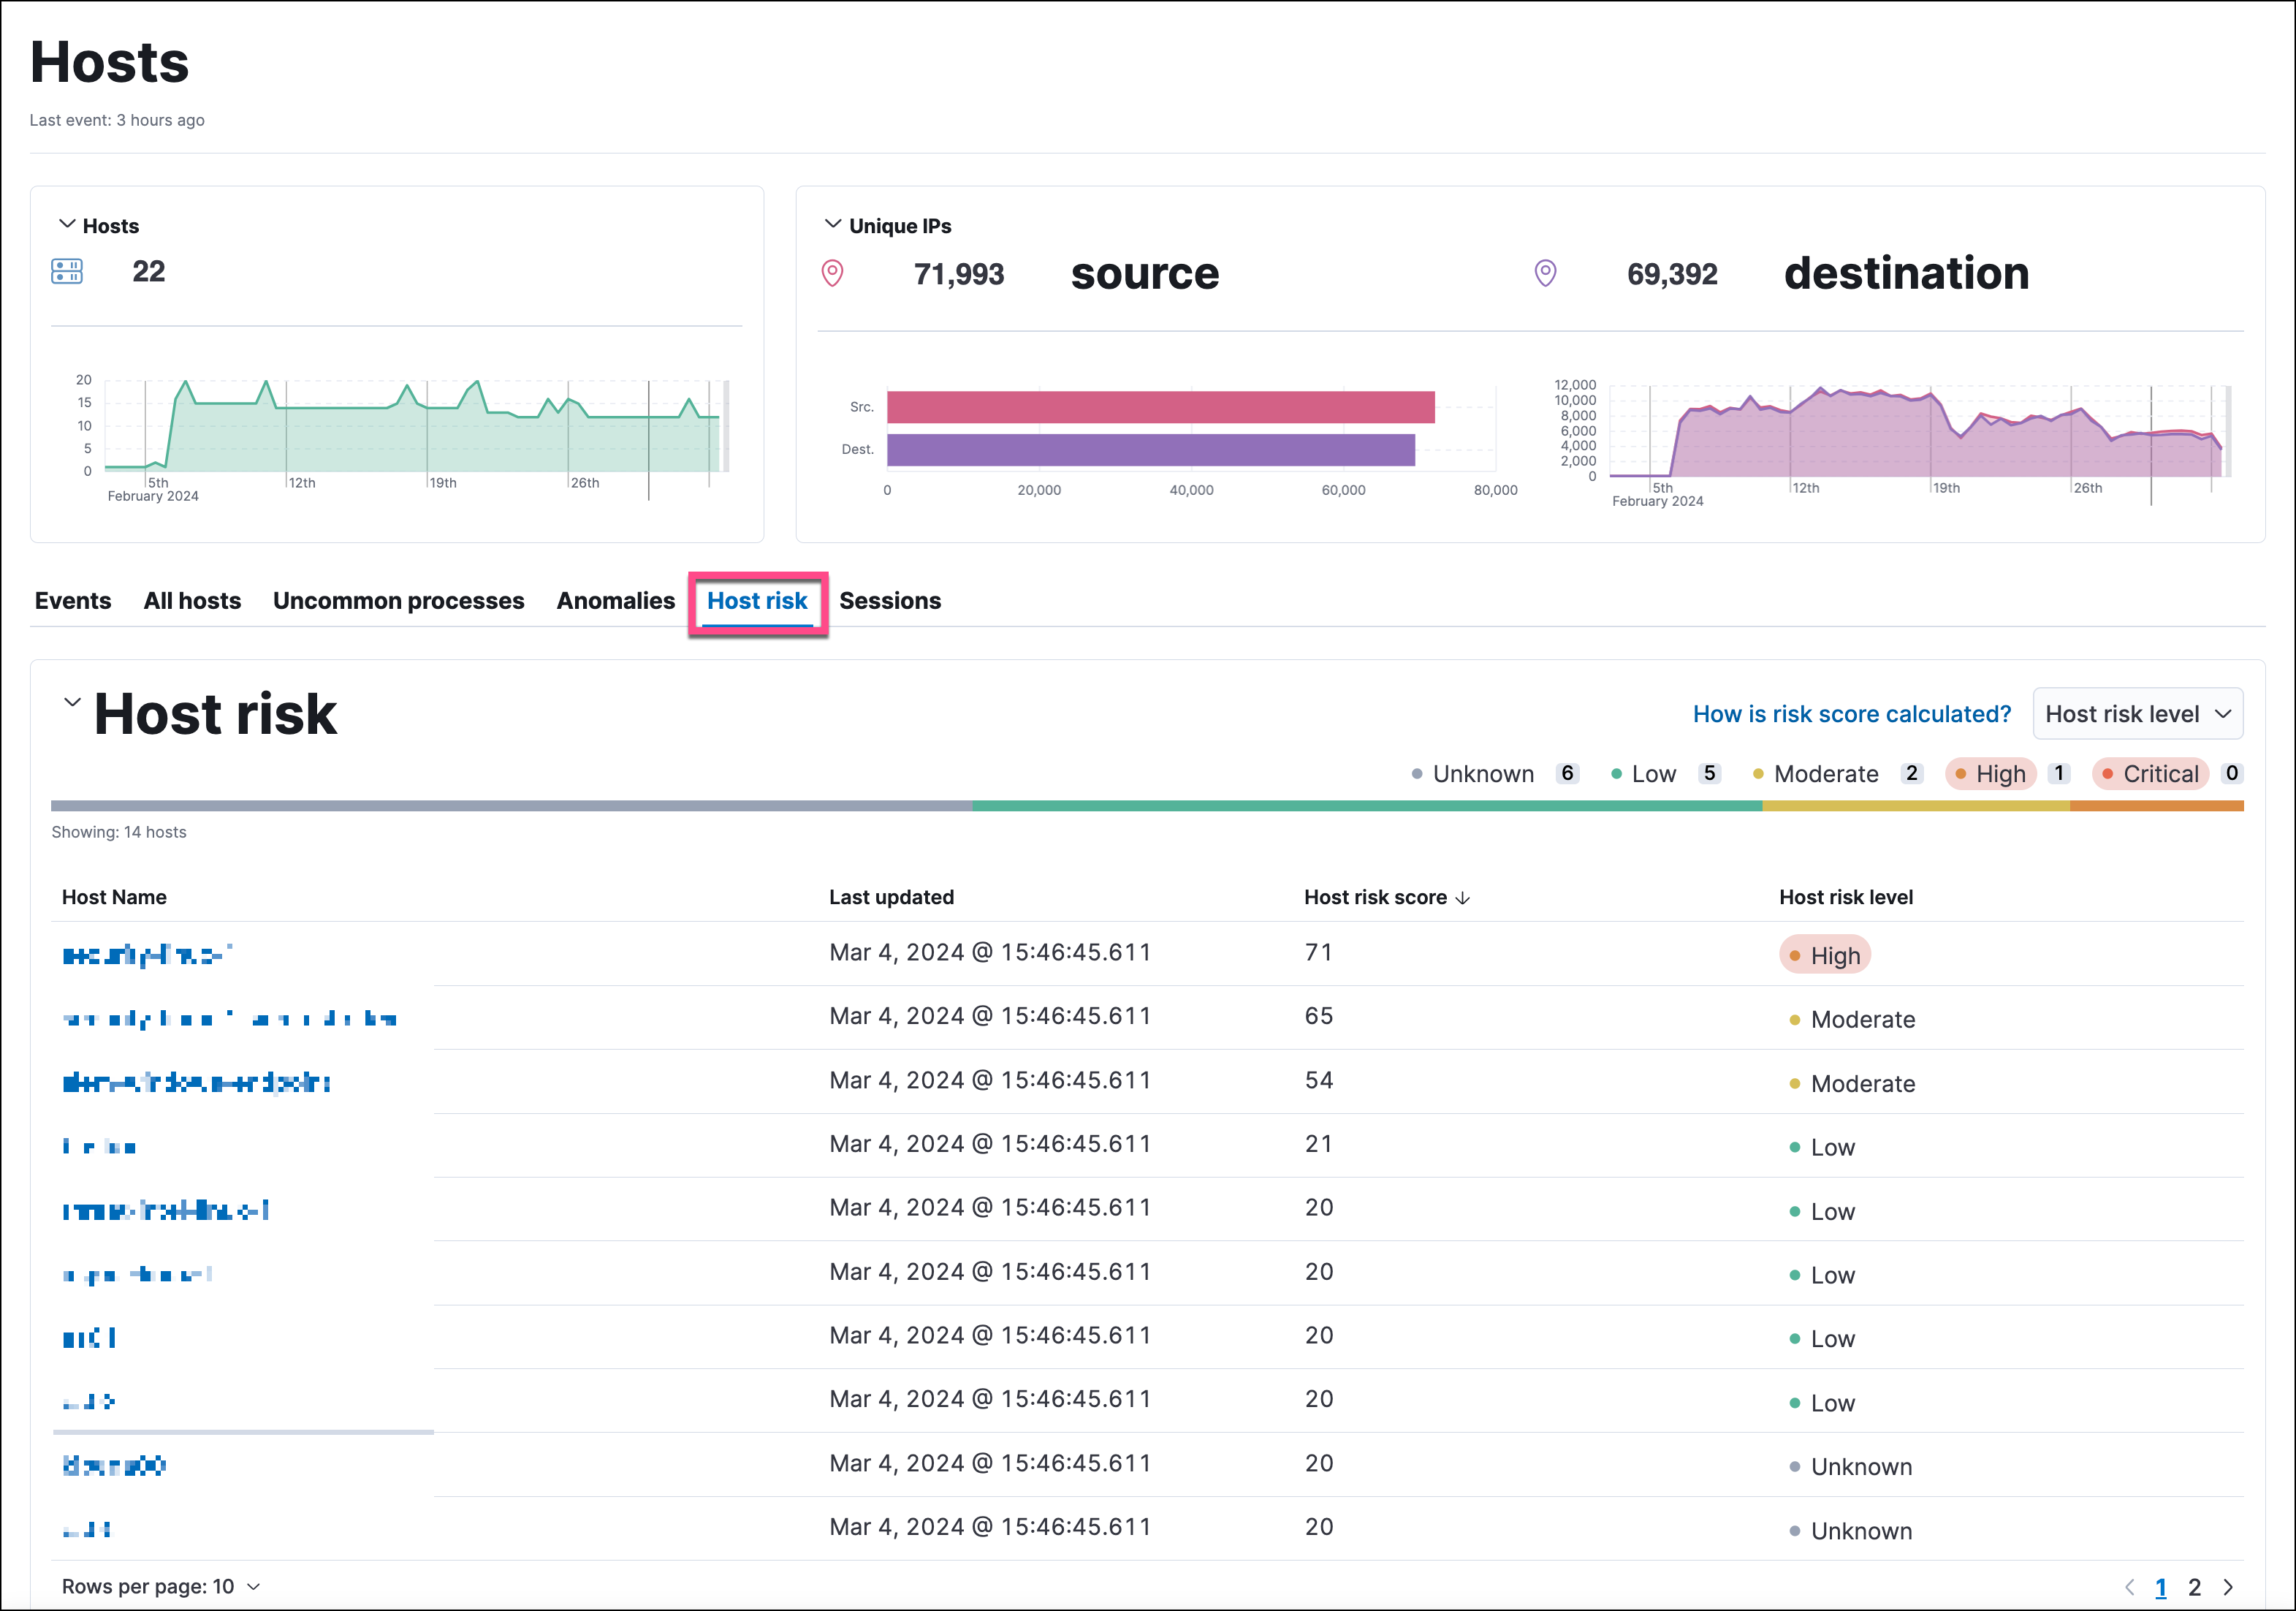 Hosts
Last event: 3 hours ago
Hosts
22
20
15
10
5
0
5th
12th
19th
26th
February 2024
Unique IPs
71,993 source
69,392 destination
Src.
Dest.
0 20,000 40,000 60,000 80,000
12,000
10,000
8,000
6,000
4,000
2,000
0
5th
12th
19th
26th
February 2024
Events All hosts Uncommon processes Anomalies Host risk Sessions
Host risk
How is risk score calculated? Host risk level
Unknown 6 Low 5 Moderate 2 High 1 Critical 0
Showing: 14 hosts
Host Name Last updated Host risk score Host risk level
Mar 4, 2024 @ 15:46:45.611 71 High
Mar 4, 2024 @ 15:46:45.611 65 Moderate
Mar 4, 2024 @ 15:46:45.611 54 Moderate
Mar 4, 2024 @ 15:46:45.611 21 Low
Mar 4, 2024 @ 15:46:45.611 20 Low
Mar 4, 2024 @ 15:46:45.611 20 Low
Mar 4, 2024 @ 15:46:45.611 20 Low
Mar 4, 2024 @ 15:46:45.611 20 Low
Mar 4, 2024 @ 15:46:45.611 20 Unknown
Mar 4, 2024 @ 15:46:45.611 20 Unknown
Rows per page: 10
1 2